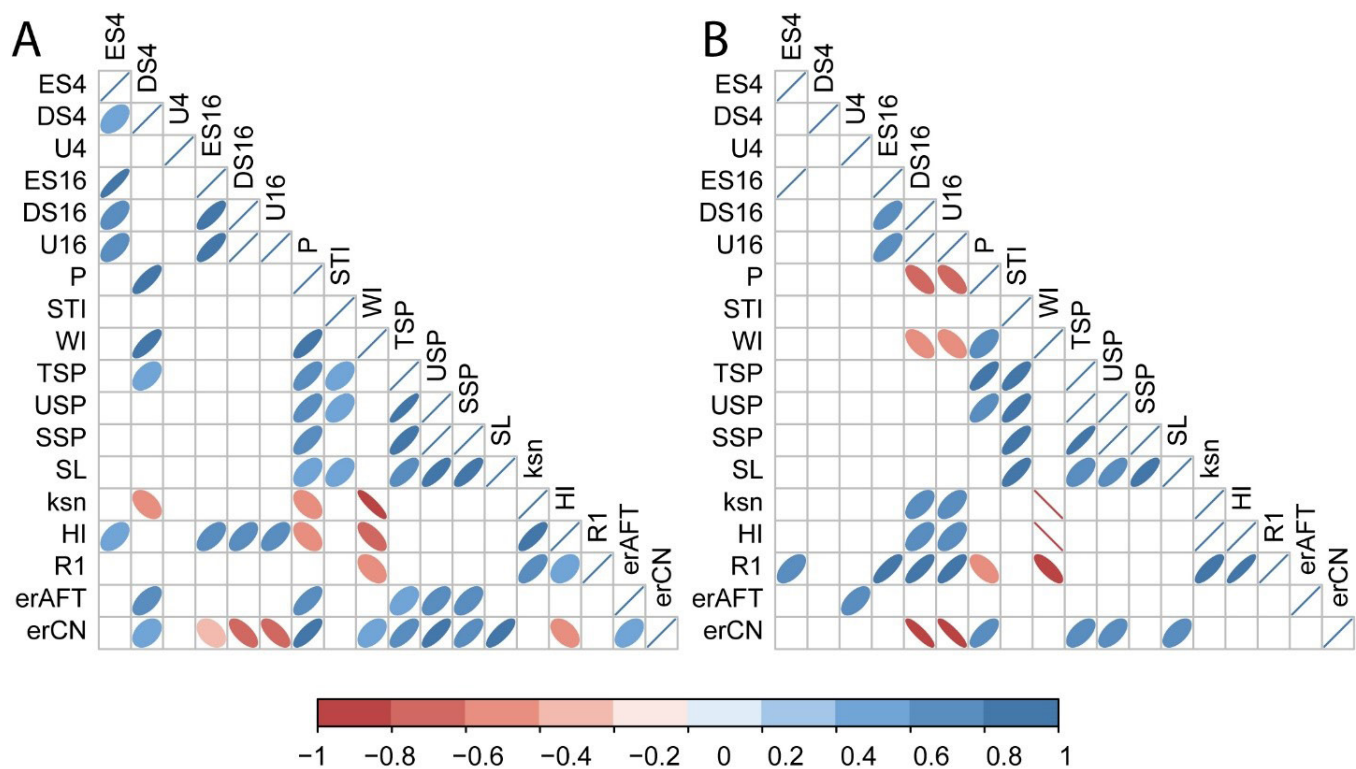 A
ES4
DS4
U4
ES16
DS16
U16
P
STI
WI
TSP
USP
SSP
SL
ksn
HI
R1
erAFT
erCN
ES4
DS4
U4
ES16
DS16
U16
P
STI
WI
TSP
USP
SSP
SL
ksn
HI
R1
erAFT
erCN
B
ES4
DS4
U4
ES16
DS16
U16
P
STI
WI
TSP
USP
SSP
SL
ksn
HI
R1
erAFT
erCN
ES4
DS4
U4
ES16
DS16
U16
P
STI
WI
TSP
USP
SSP
SL
ksn
HI
R1
erAFT
erCN
−1 −0.8 −0.6 −0.4 −0.2 0 0.2 0.4 0.6 0.8 1